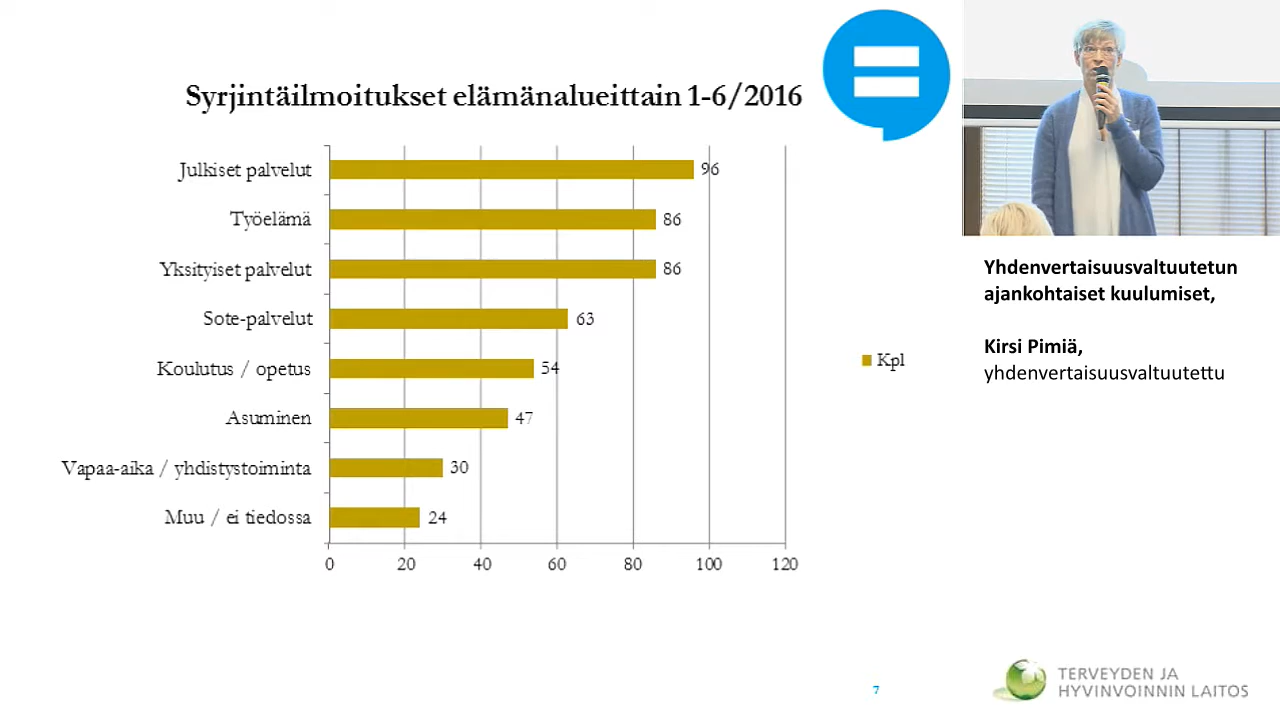 Syrjintäilmoitukset elämänalueittain 1-6/2016
Julkiset palvelut 96
Työelämä 86
Yksityiset palvelut 86
Sote-palvelut 63
Koulutus / opetus 54
Asuminen 47
Vapaa-aika / yhdistystoiminta 30
Muu / ei tiedossa 24
0 20 40 60 80 100 120
Kpl
7
Yhdenvertaisuusvaltuutetun
ajankohtaiset kuulumiset,
Kirsi Pimiä,
yhdenvertaisuusvaltuutettu
TERVEYDEN JA
HYVINVOINNIN LAITOS